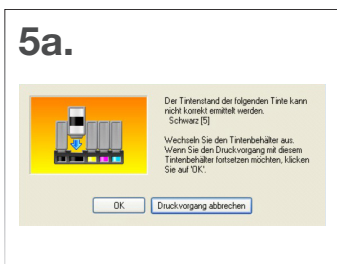 5a.
Der Tintenstand der folgenden Tinte kann
nicht korrekt ermittelt werden.
Schwarz [5]
Wechseln Sie den Tintenbehälter aus.
Wenn Sie den Druckvorgang mit diesem
Tintenbehälter fortsetzen möchten, klicken
Sie auf 'OK'.
OK
Druckvorgang abbrechen